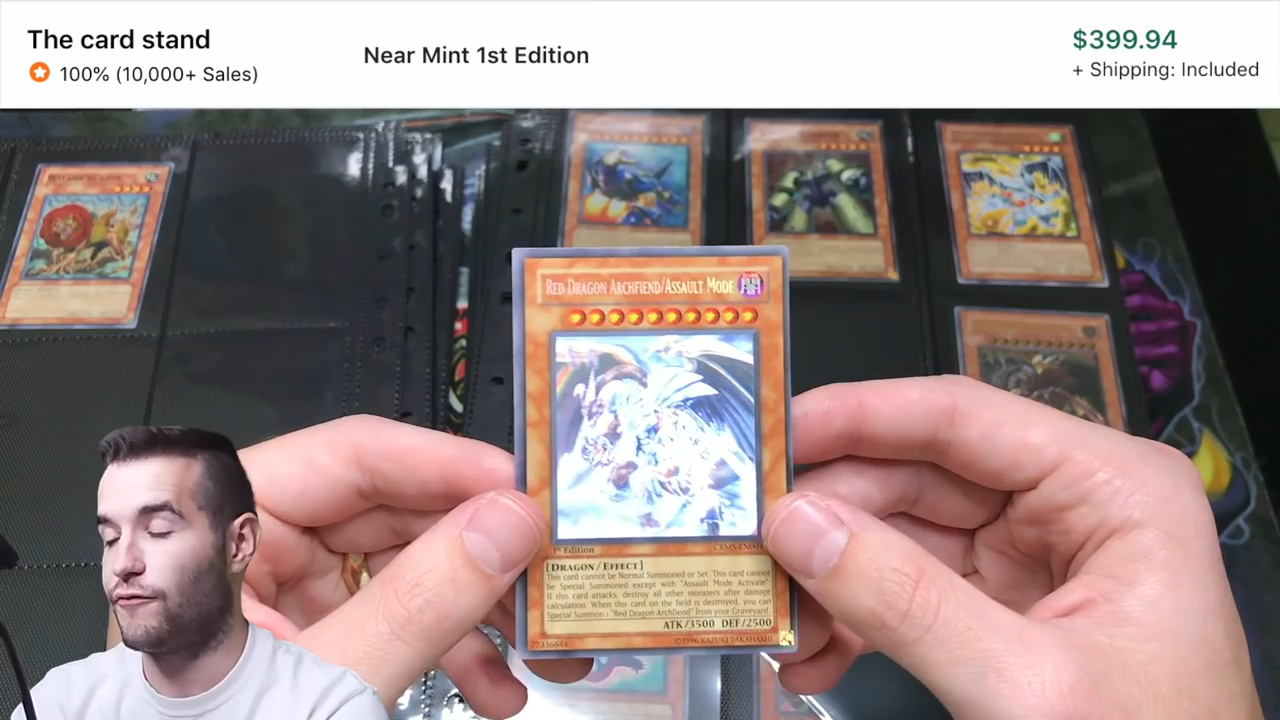 The card stand
100% (10,000+ Sales)
Near Mint 1st Edition
$399.94
+ Shipping: Included
RED DRAGON ARCHFIEND/ASSAULT MODE
1st Edition
CRMS-EN004
[DRAGON/EFFECT]
This card cannot be Normal Summoned or Set. This card cannot
be Special Summoned except with "Assault Mode Activate"
If this card attacks, destroy all other monsters after damage
calculation. When this card on the field is destroyed, you can
Special Summon 1 "Red Dragon Archfiend" from your Graveyard.
ATK/3500 DEF/2500
77336644
©1996 KAZUKI TAKAHASHI